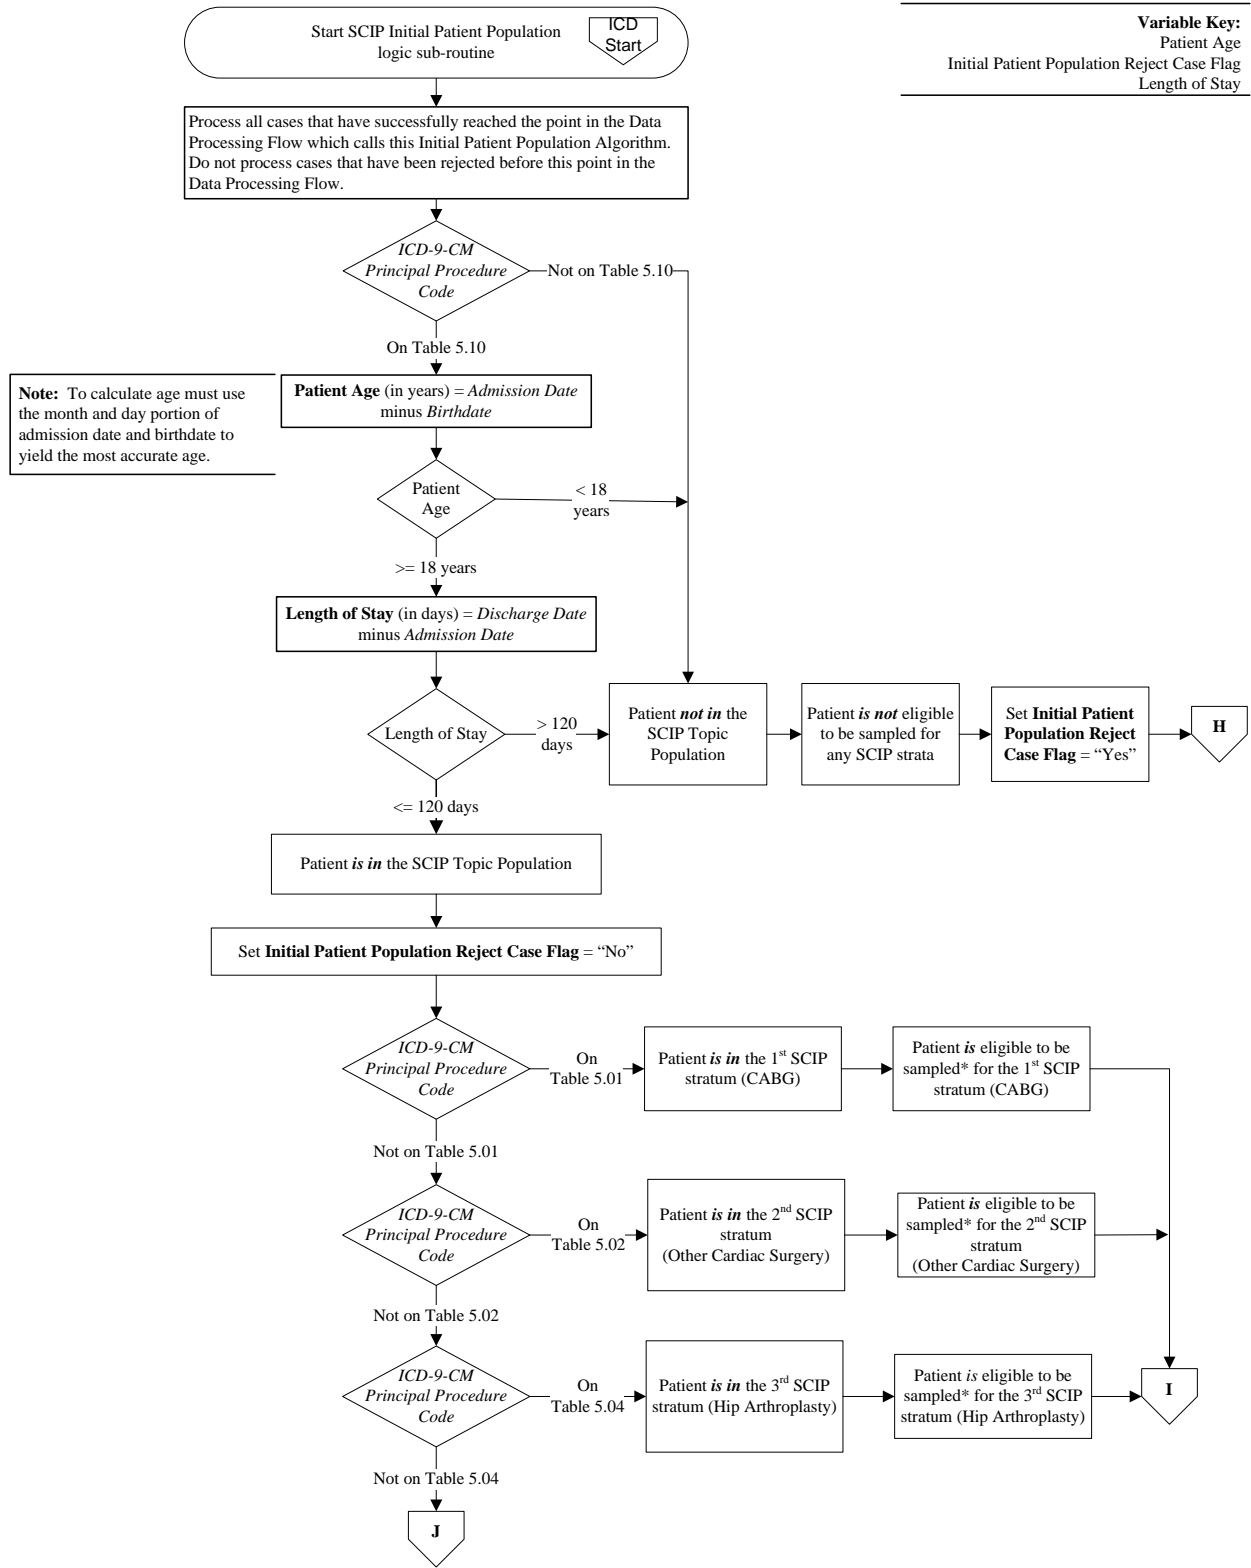 Start SCIP Initial Patient Population
logic sub-routine
ICD
Start
Variable Key:
Patient Age
Initial Patient Population Reject Case Flag
Length of Stay
Process all cases that have successfully reached the point in the Data
Processing Flow which calls this Initial Patient Population Algorithm.
Do not process cases that have been rejected before this point in the
Data Processing Flow.
ICD-9-CM
Principal Procedure
Code
Not on Table 5.10
On Table 5.10
Note: To calculate age must use
the month and day portion of
admission date and birthdate to
yield the most accurate age.
Patient Age (in years) = Admission Date
minus Birthdate
Patient
Age
< 18
years
>= 18 years
Length of Stay (in days) = Discharge Date
minus Admission Date
Length of Stay
> 120
days
Patient not in the
SCIP Topic
Population
Patient is not eligible
to be sampled for
any SCIP strata
Set Initial Patient
Population Reject
Case Flag = “Yes”
H
<= 120 days
Patient is in the SCIP Topic Population
Set Initial Patient Population Reject Case Flag = “No”
ICD-9-CM
Principal Procedure
Code
On
Table 5.01
Patient is in the 1st SCIP
stratum (CABG)
Patient is eligible to be
sampled* for the 1st SCIP
stratum (CABG)
Not on Table 5.01
ICD-9-CM
Principal Procedure
Code
On
Table 5.02
Patient is in the 2nd SCIP
stratum
(Other Cardiac Surgery)
Patient is eligible to be
sampled* for the 2nd SCIP
stratum
(Other Cardiac Surgery)
Not on Table 5.02
ICD-9-CM
Principal Procedure
Code
On
Table 5.04
Patient is in the 3rd SCIP
stratum (Hip Arthroplasty)
Patient is eligible to be
sampled* for the 3rd SCIP
stratum (Hip Arthroplasty)
I
Not on Table 5.04
J